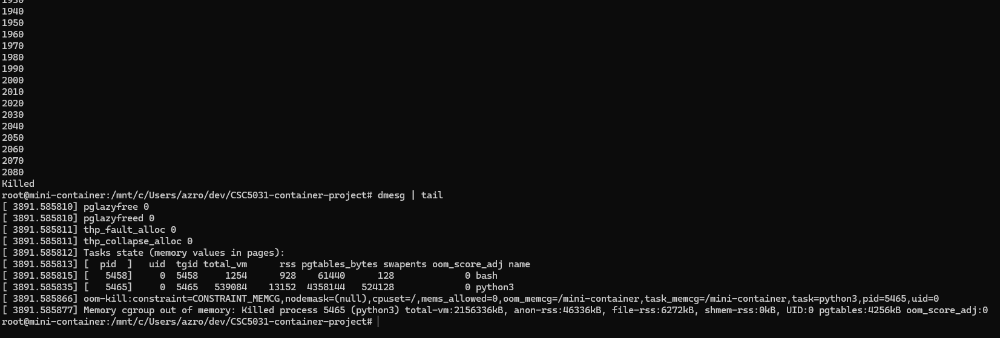 1930
1940
1950
1960
1970
1980
1990
2000
2010
2020
2030
2040
2050
2060
2070
2080
Killed
root@mini-container:/mnt/c/Users/azro/dev/CSC5031-container-project# dmesg | tail
[ 3891.585810] pglazyfree 0
[ 3891.585810] pglazyfreed 0
[ 3891.585811] thp_fault_alloc 0
[ 3891.585811] thp_collapse_alloc 0
[ 3891.585812] Tasks state (memory values in pages):
[ 3891.585813] [  pid  ]   uid  tgid total_vm      rss pgtables_bytes swapents oom_score_adj name
[ 3891.585815] [   5458]     0  5458     1254      928    61440      128             0 bash
[ 3891.585835] [   5465]     0  5465   539084    13152  4358144   524128             0 python3
[ 3891.585866] oom-kill:constraint=CONSTRAINT_MEMCG,nodemask=(null),cpuset=/,mems_allowed=0,oom_memcg=/mini-container,task_memcg=/mini-container,task=python3,pid=5465,uid=0
[ 3891.585877] Memory cgroup out of memory: Killed process 5465 (python3) total-vm:2156336kB, anon-rss:46336kB, file-rss:6272kB, shmem-rss:0kB, UID:0 pgtables:4256kB oom_score_adj:0
root@mini-container:/mnt/c/Users/azro/dev/CSC5031-container-project#